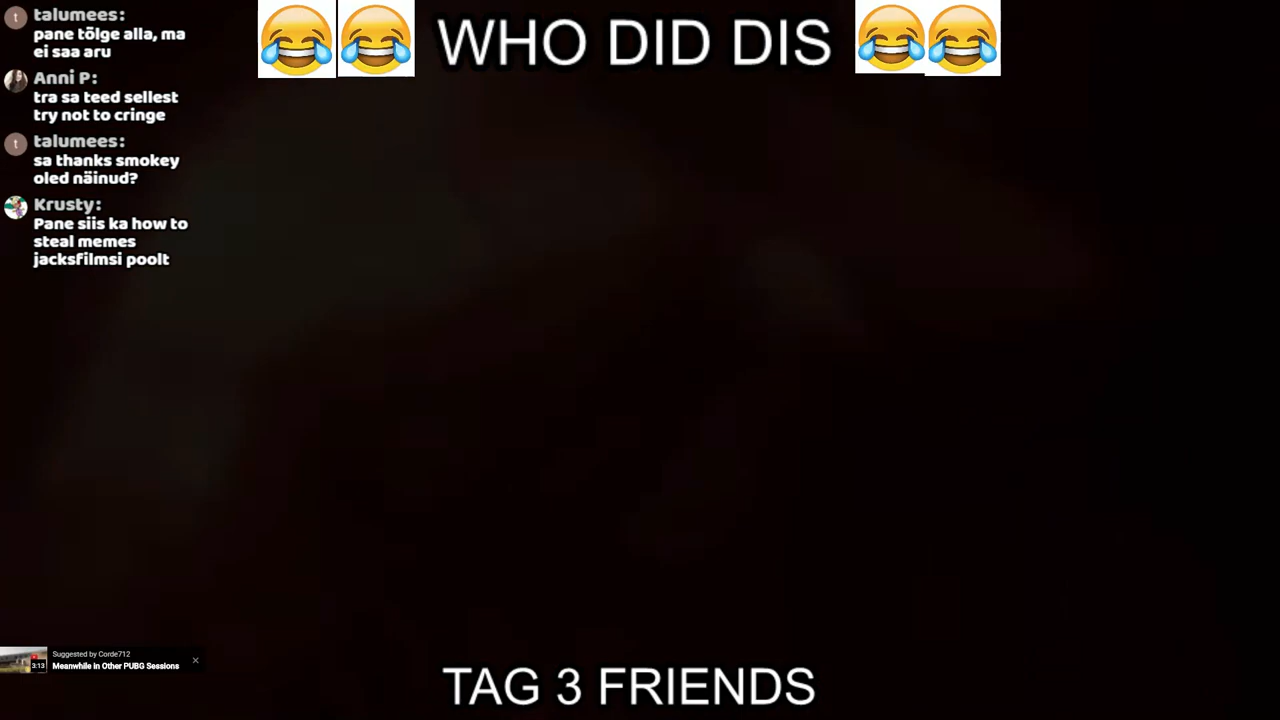 talumees:
pane tõlge alla, ma
ei saa aru
Anni P:
tra sa teed sellest
try not to cringe
talumees:
sa thanks smokey
oled näinud?
Krusty:
Pane siis ka how to
steal memes
jacksfilmsi poolt
WHO DID DIS
t
t
3:13
Suggested by Corde712
Meanwhile in Other PUBG Sessions
TAG 3 FRIENDS